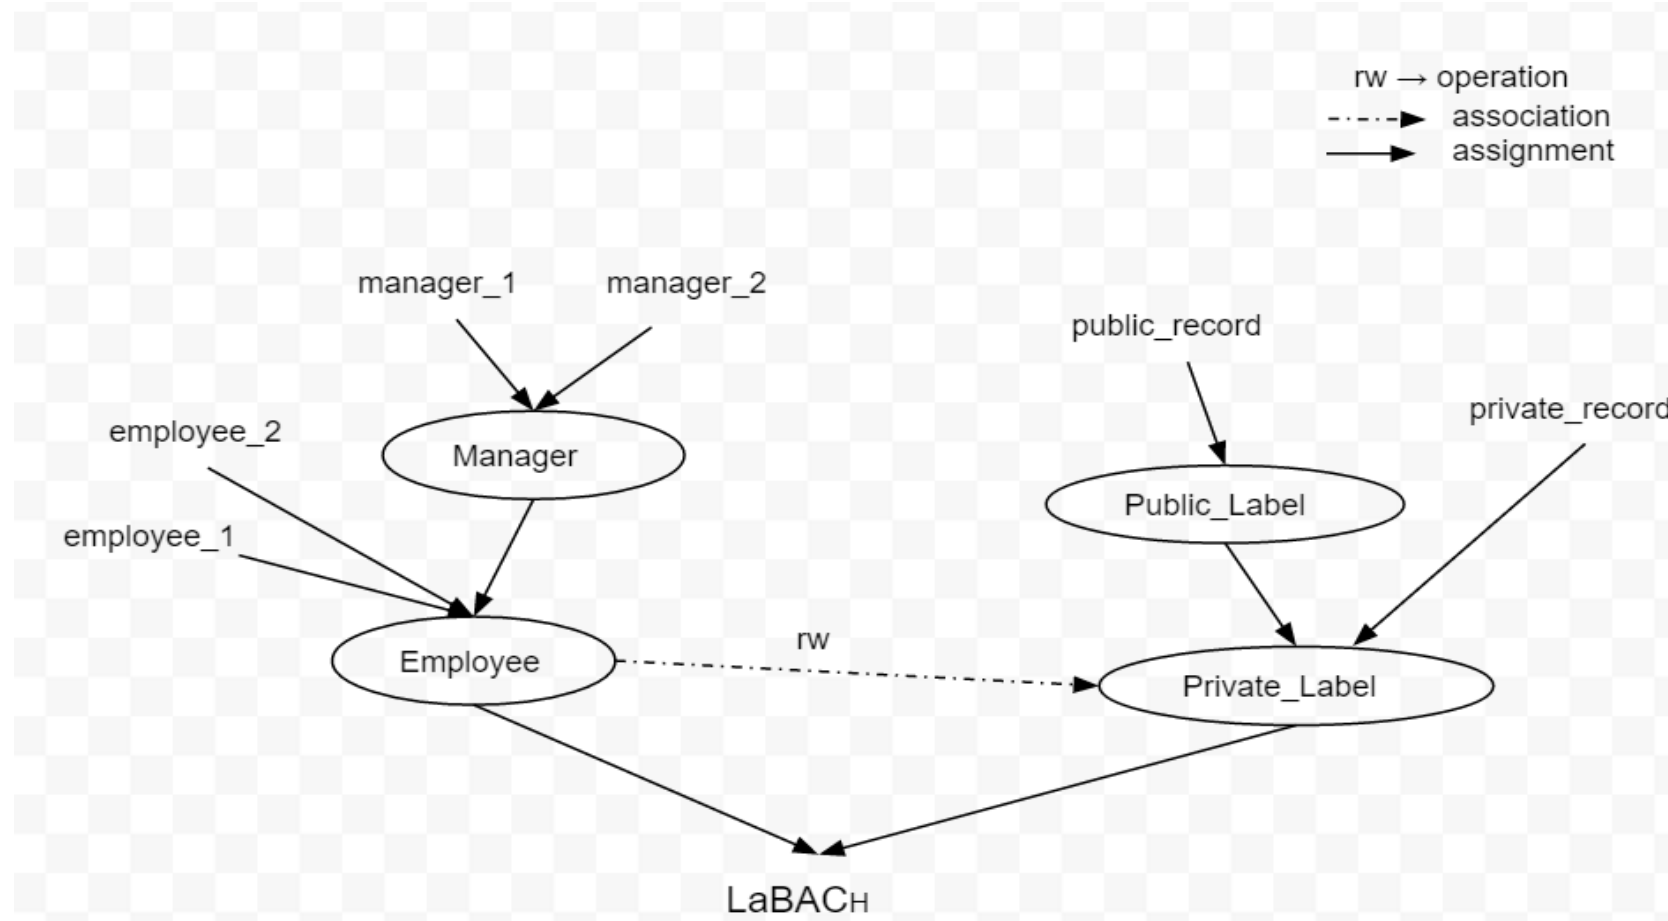 rw → operation
association
assignment
manager_1
manager_2
public_record
private_record
employee_2
Manager
Public_Label
employee_1
rw
Employee
Private_Label
LaBACH